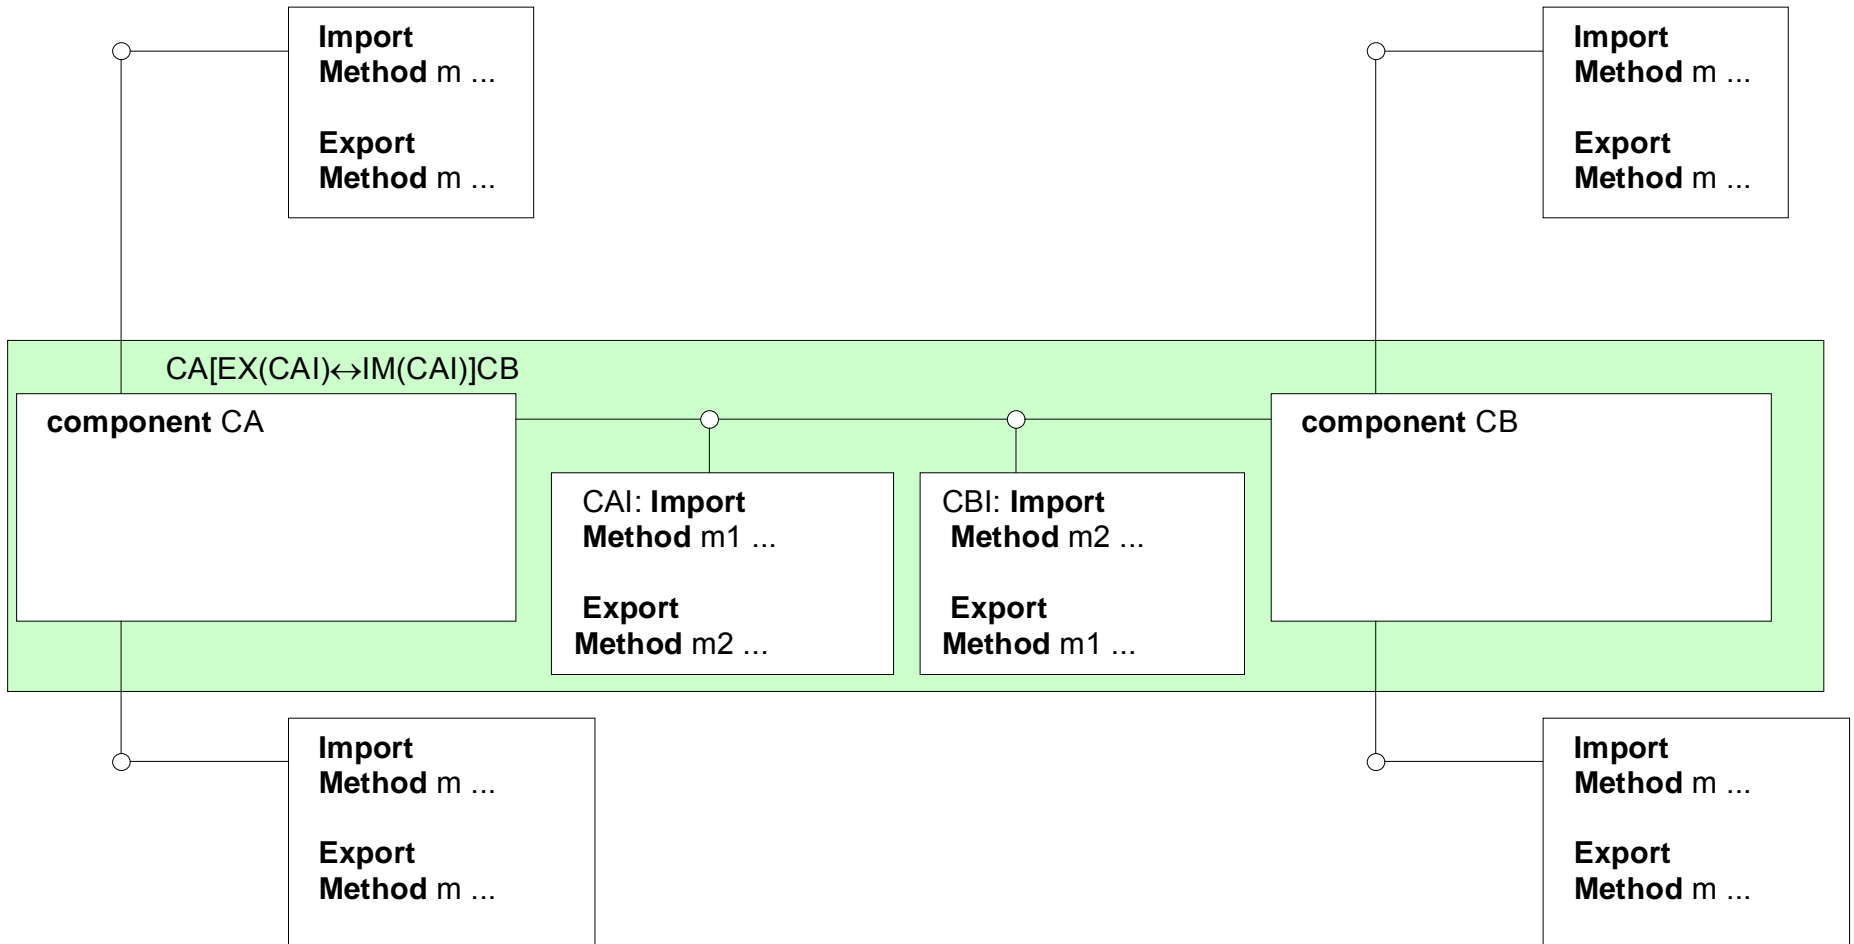 Import
Method m ...
Export
Method m ...
Import
Method m ...
Export
Method m ...
CA[EX(CAI)↔IM(CAI)]CB
component CA
component CB
CAI: Import
Method m1 ...
Export
Method m2 ...
CBI: Import
Method m2 ...
Export
Method m1 ...
Import
Method m ...
Export
Method m ...
Import
Method m ...
Export
Method m ...